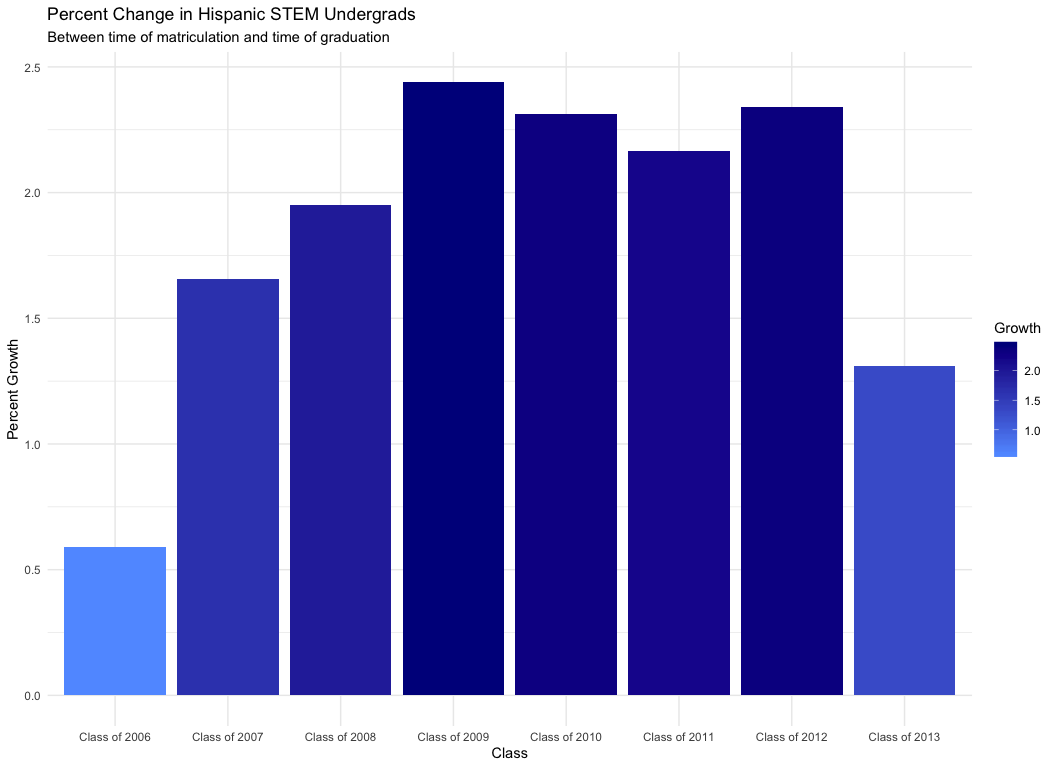 Percent Change in Hispanic STEM Undergrads
Between time of matriculation and time of graduation
Percent Growth
2.5
2.0
1.5
1.0
0.5
0.0
Class of 2006
Class of 2007
Class of 2008
Class of 2009
Class of 2010
Class of 2011
Class of 2012
Class of 2013
Class
Growth
2.0
1.5
1.0